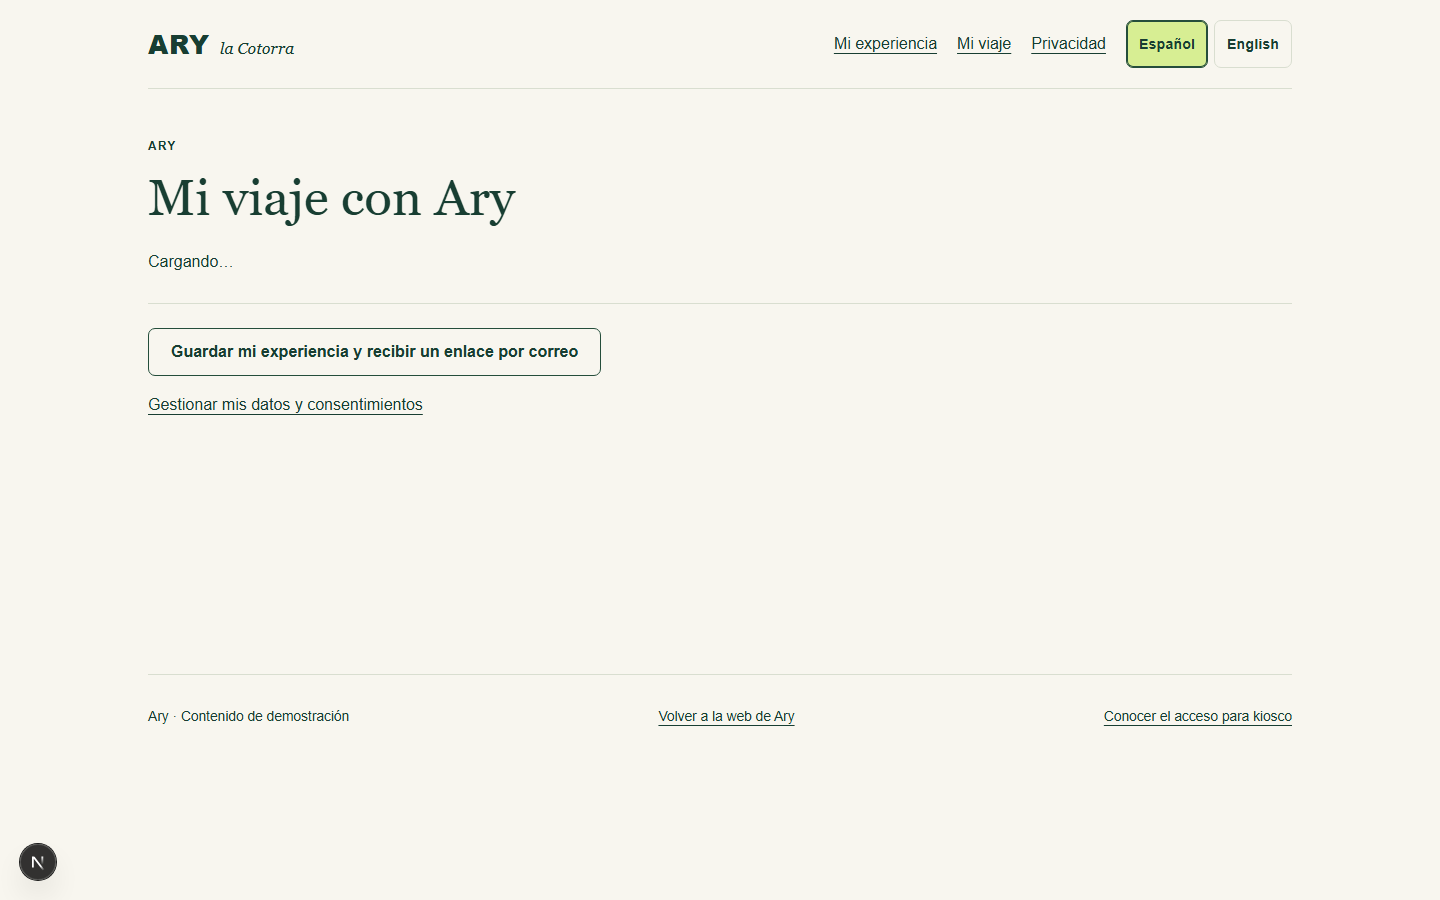 ARY la Cotorra
Mi experiencia Mi viaje Privacidad Español English
ARY
Mi viaje con Ary
Cargando...
Guardar mi experiencia y recibir un enlace por correo
Gestionar mis datos y consentimientos
Ary · Contenido de demostración
Volver a la web de Ary
Conocer el acceso para kiosco
N